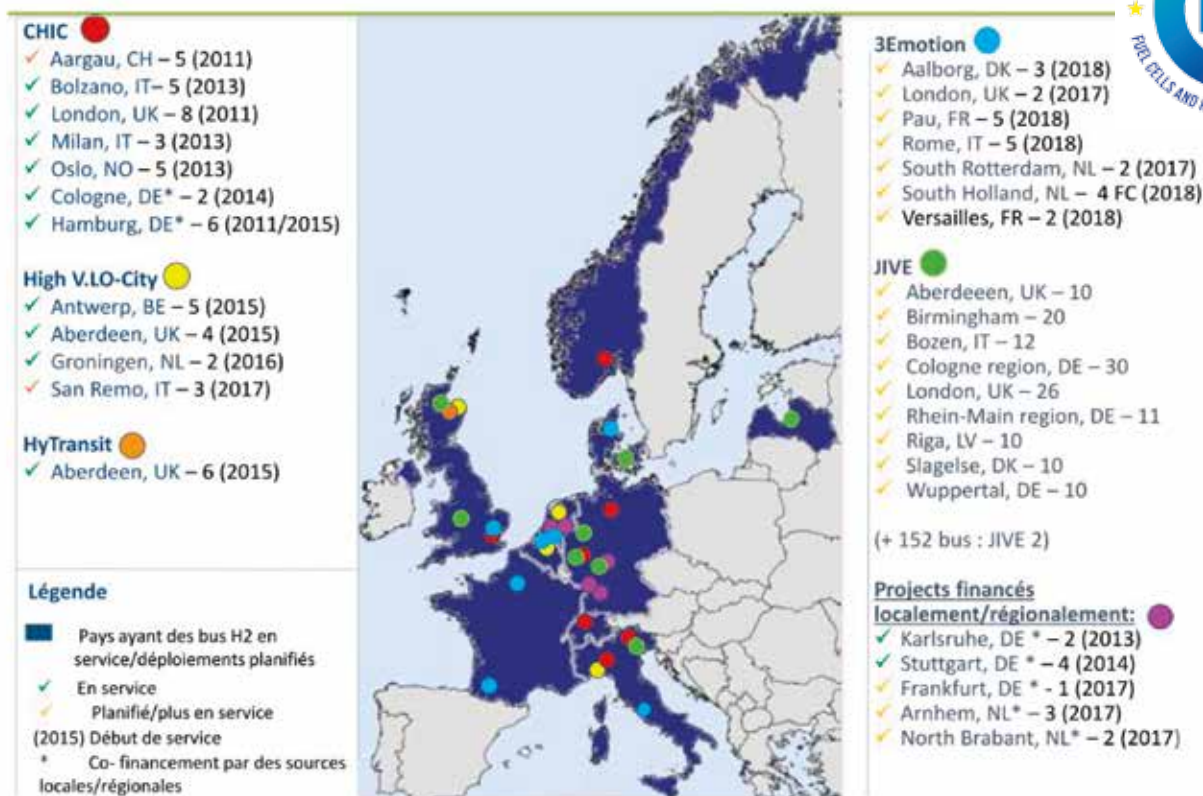 CHIC
✓ Aargau, CH – 5 (2011)
✓ Bolzano, IT– 5 (2013)
✓ London, UK – 8 (2011)
✓ Milan, IT – 3 (2013)
✓ Oslo, NO – 5 (2013)
✓ Cologne, DE* – 2 (2014)
✓ Hamburg, DE* – 6 (2011/2015)
High V.LO-City
✓ Antwerp, BE – 5 (2015)
✓ Aberdeen, UK – 4 (2015)
✓ Groningen, NL – 2 (2016)
✓ San Remo, IT – 3 (2017)
HyTransit
✓ Aberdeen, UK – 6 (2015)
Légende
Pays ayant des bus H2 en
service/déploiements planifiés
✓ En service
✓ Planifié/plus en service
(2015) Début de service
* Co- financement par des sources
locales/régionales
3Emotion
✓ Aalborg, DK – 3 (2018)
✓ London, UK – 2 (2017)
✓ Pau, FR – 5 (2018)
✓ Rome, IT – 5 (2018)
✓ South Rotterdam, NL – 2 (2017)
✓ South Holland, NL – 4 FC (2018)
✓ Versailles, FR – 2 (2018)
JIVE
✓ Aberdeeen, UK – 10
✓ Birmingham – 20
✓ Bozen, IT – 12
✓ Cologne region, DE – 30
✓ London, UK – 26
✓ Rhein-Main region, DE – 11
✓ Riga, LV – 10
✓ Slagelse, DK – 10
✓ Wuppertal, DE – 10
(+ 152 bus : JIVE 2)
Projects financés
localement/régionalement:
✓ Karlsruhe, DE * – 2 (2013)
✓ Stuttgart, DE * – 4 (2014)
✓ Frankfurt, DE * - 1 (2017)
✓ Arnhem, NL* – 3 (2017)
✓ North Brabant, NL* – 2 (2017)
FUEL CELLS AND